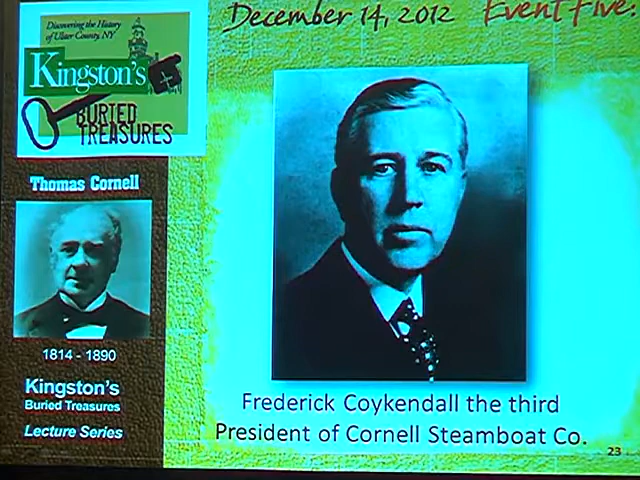 December 14, 2012 Event Five.
Discovering the History
of Ulster County, NY
Kingston's
BURIED
TREASURES
Thomas Cornell
1814 - 1890
Kingston's
Buried Treasures
Lecture Series
Frederick Coykendall the third
President of Cornell Steamboat Co.
23